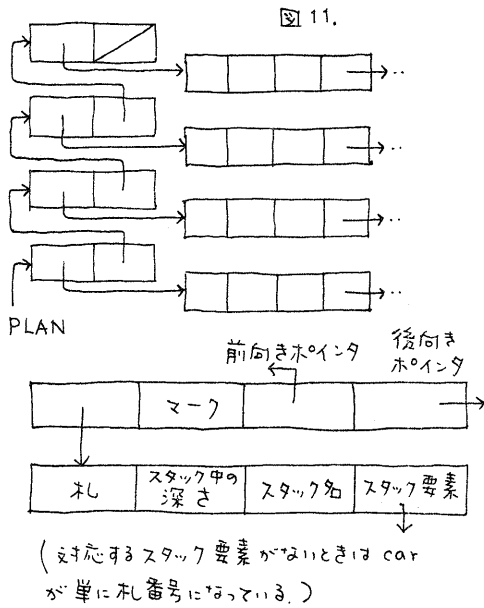 図 11.
PLAN
前向きポインタ
後向き
ポインタ
マーク
札
スタック中の
深さ
スタック名
スタック要素
(対応するスタック要素がないときは car
が単に札番号になっている.)